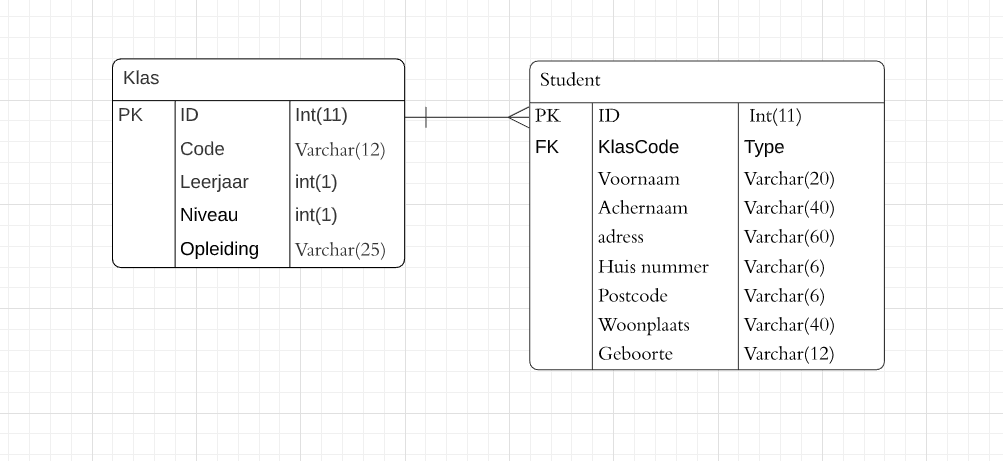 Klas
PK ID Int(11)
Code Varchar(12)
Leerjaar int(1)
Niveau int(1)
Opleiding Varchar(25)
Student
PK ID Int(11)
FK KlasCode Type
Voornaam Varchar(20)
Achernaam Varchar(40)
adress Varchar(60)
Huis nummer Varchar(6)
Postcode Varchar(6)
Woonplaats Varchar(40)
Geboorte Varchar(12)